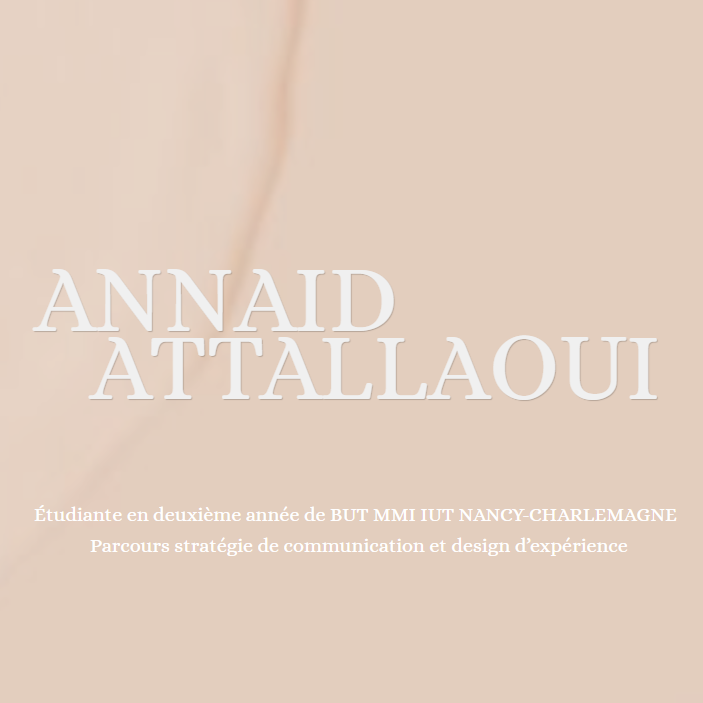 ANNAID
ATTALLAOUI
Étudiante en deuxième année de BUT MMI IUT NANCY-CHARLEMAGNE
Parcours stratégie de communication et design d’expérience